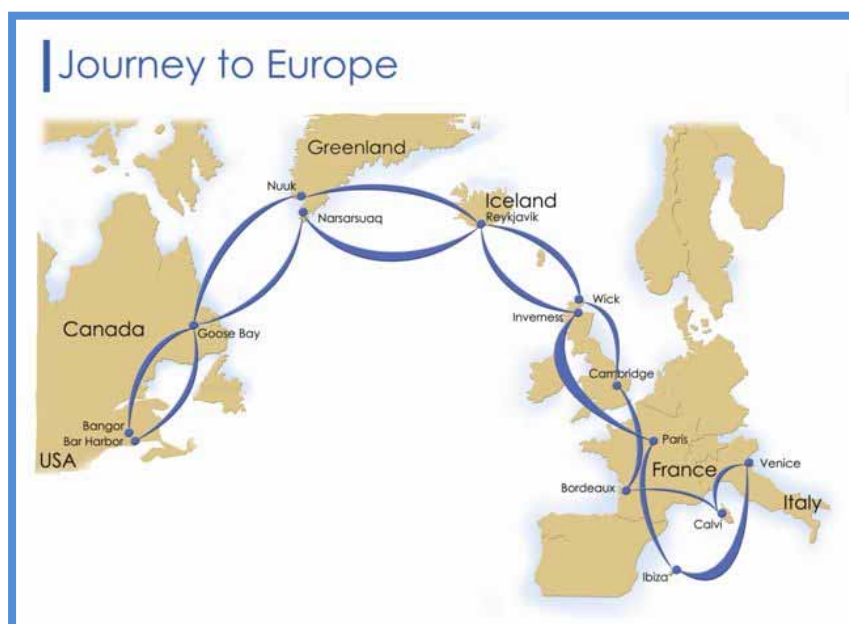 Journey to Europe
Greenland
Nuuk
Narsarsuaq
Iceland
Reykjavik
Canada
Goose Bay
Wick
Inverness
Cambridge
Bangor
Bar Harbor
USA
Paris
France
Venice
Bordeaux
Italy
Calvi
Ibiza